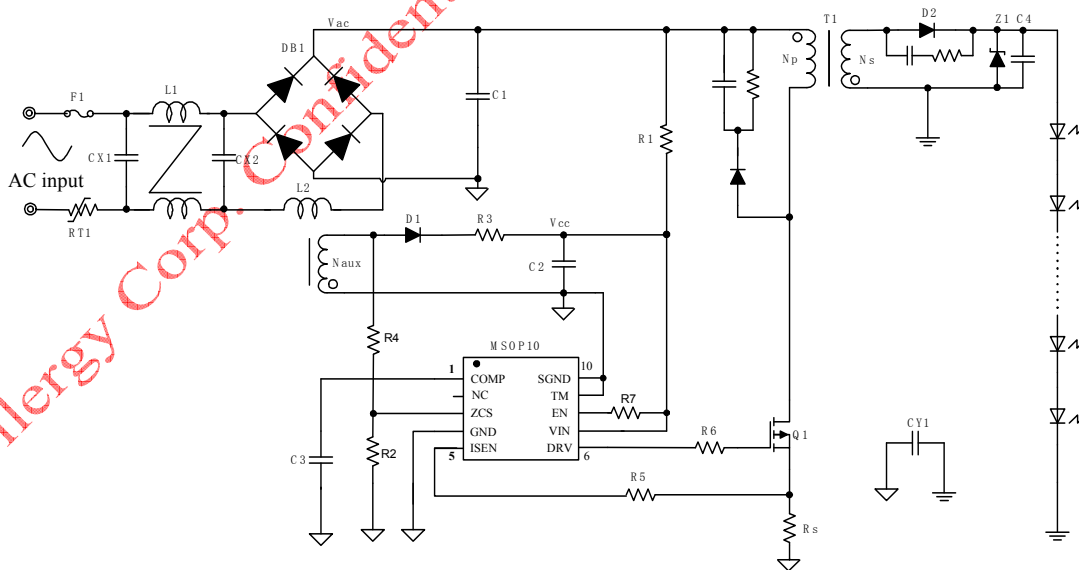 Vac
T1
D2
Z1 C4
DB1
Np
Ns
F1
L1
C1
R1
CX1
CX2
AC input
L2
RT1
D1
R3
Vcc
Naux
C2
R4
MSOP10
1
10
COMP
SGND
NC
TM
ZCS
EN
R7
GND
VIN
ISEN
DRV
5
6
R6
Q1
CY1
C3
R2
R5
Rs
Corp. Confident